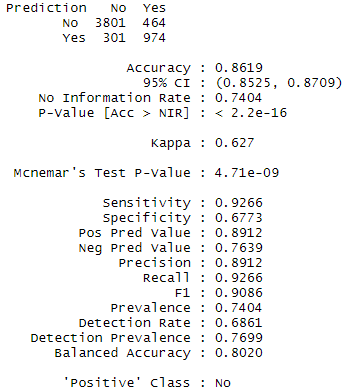 Prediction No Yes
No 3801 464
Yes 301 974
Accuracy : 0.8619
95% CI : (0.8525, 0.8709)
No Information Rate : 0.7404
P-Value [Acc > NIR] : < 2.2e-16
Kappa : 0.627
Mcnemar's Test P-Value : 4.71e-09
Sensitivity : 0.9266
Specificity : 0.6773
Pos Pred Value : 0.8912
Neg Pred Value : 0.7639
Precision : 0.8912
Recall : 0.9266
F1 : 0.9086
Prevalence : 0.7404
Detection Rate : 0.6861
Detection Prevalence : 0.7699
Balanced Accuracy : 0.8020
'Positive' Class : No